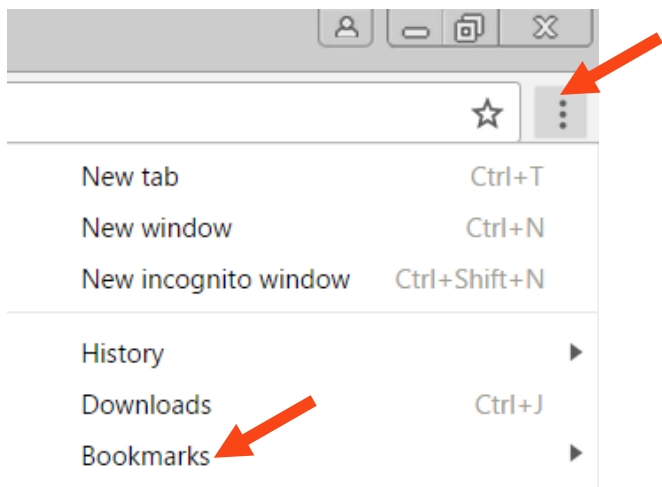 New tab Ctrl+T
New window Ctrl+N
New incognito window Ctrl+Shift+N
History
Downloads Ctrl+J
Bookmarks